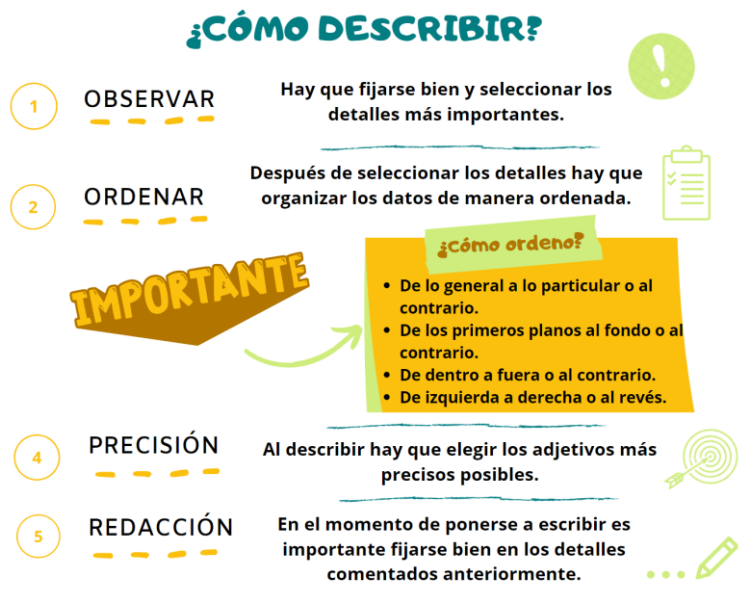 ¿CÓMO DESCRIBIR?
1
OBSERVAR
Hay que fijarse bien y seleccionar los
detalles más importantes.
2
ORDENAR
Después de seleccionar los detalles hay que
organizar los datos de manera ordenada.
IMPORTANTE
¿Cómo ordeno?
• De lo general a lo particular o al
contrario.
• De los primeros planos al fondo o al
contrario.
• De dentro a fuera o al contrario.
• De izquierda a derecha o al revés.
4
PRECISIÓN
Al describir hay que elegir los adjetivos más
precisos posibles.
5
REDACCIÓN
En el momento de ponerse a escribir es
importante fijarse bien en los detalles
comentados anteriormente.